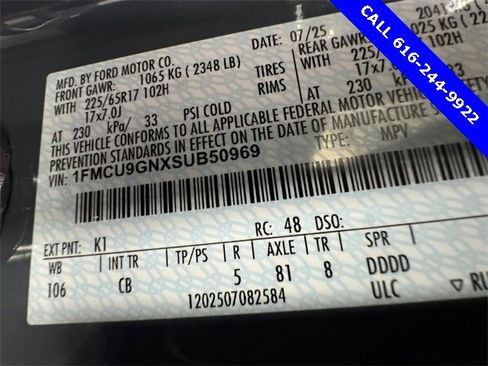 CALL 616-244-9922
MFD. BY FORD MOTOR CO.
DATE: 07/25
FRONT GAWR: 1065 KG (2348 LB)
225/65R17 102H TIRES
17x7.0J RIMS
AT 230 kPa/ 33 PSI COLD
REAR GAWR:
17x7.0J
AT 230
THIS VEHICLE CONFORMS TO ALL APPLICABLE FEDERAL MOTOR VEHICLE
PREVENTION STANDARDS IN EFFECT ON THE DATE OF MANUFACTURE
VIN: 1FMCU9GNXSUB50969
TYPE: MPV
EXT PNT: K1 RC: 48 DSO:
WB INT TR TP/PS R AXLE TR SPR
106 CB 5 81 8 DDDD
1202507082584 ULC